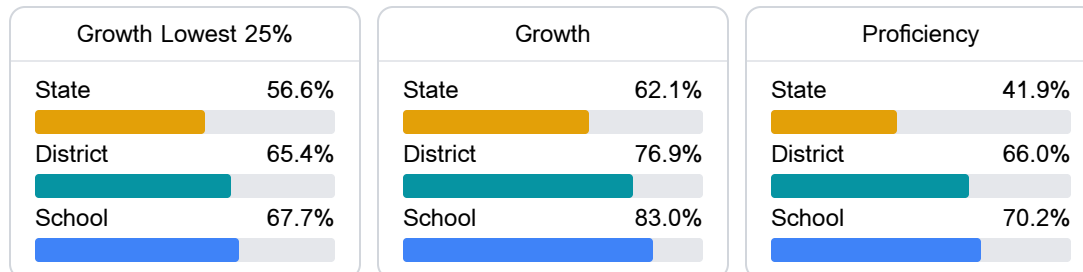 Growth Lowest 25%
State 56.6%
District 65.4%
School 67.7%
Growth
State 62.1%
District 76.9%
School 83.0%
Proficiency
State 41.9%
District 66.0%
School 70.2%